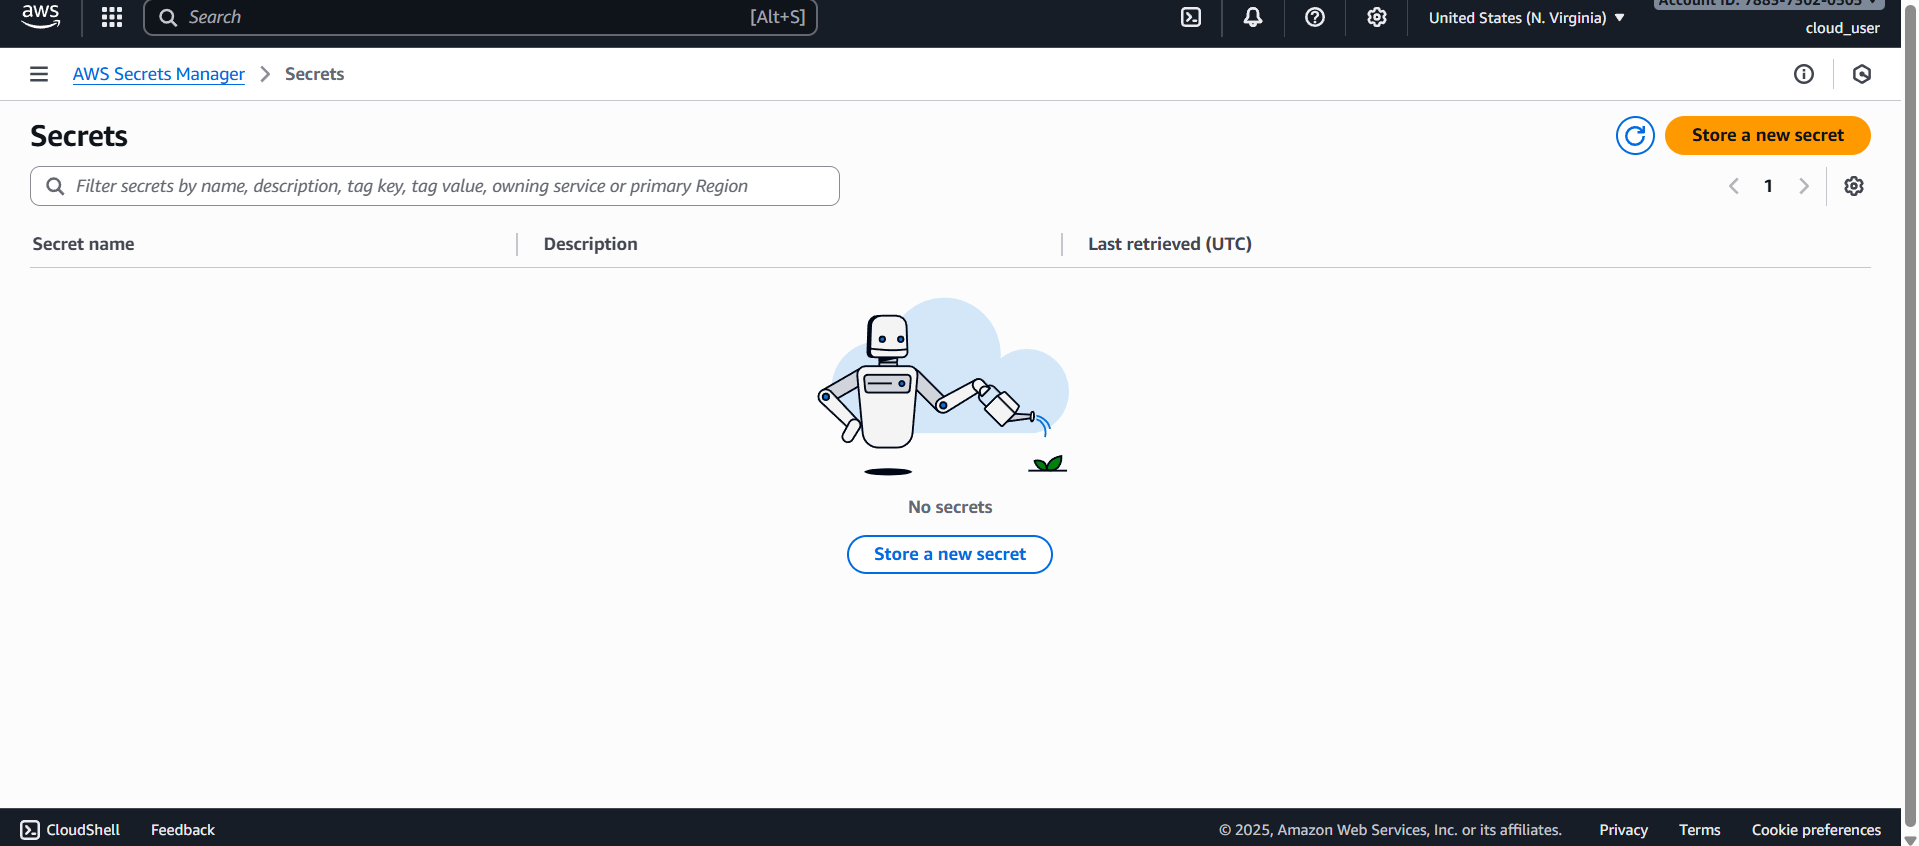 aws
Search
[Alt+S]
United States (N. Virginia)
cloud_user
AWS Secrets Manager
Secrets
Secrets
Store a new secret
Filter secrets by name, description, tag key, tag value, owning service or primary Region
1
Secret name
Description
Last retrieved (UTC)
No secrets
Store a new secret
CloudShell
Feedback
© 2025, Amazon Web Services, Inc. or its affiliates.
Privacy
Terms
Cookie preferences